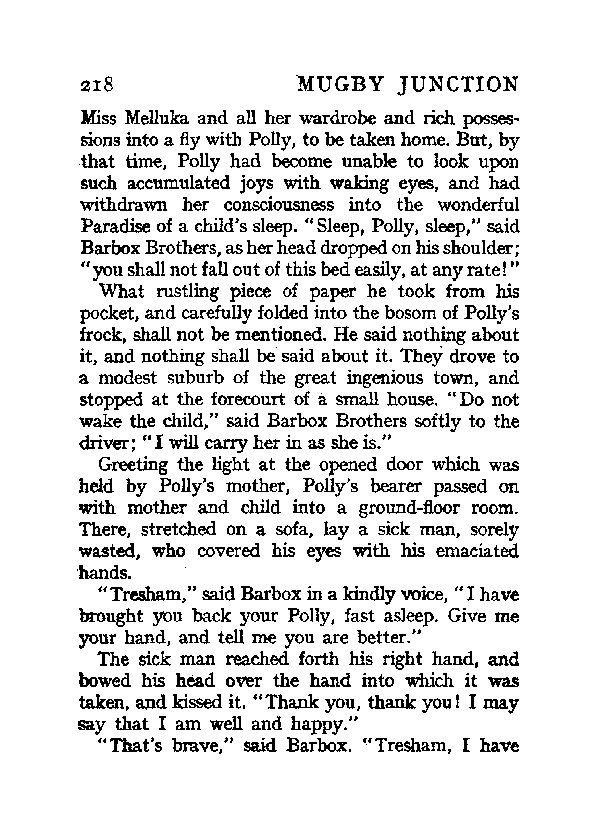 218 MUGBY JUNCTION
Miss Melluka and all her wardrobe and rich posses-
sions into a fly with Polly, to be taken home. But, by
that time, Polly had become unable to look upon
such accumulated joys with waking eyes, and had
withdrawn her consciousness into the wonderful
Paradise of a child's sleep. "Sleep, Polly, sleep," said
Barbox Brothers, as her head dropped on his shoulder;
"you shall not fall out of this bed easily, at any rate!"
What rustling piece of paper he took from his
pocket, and carefully folded into the bosom of Polly's
frock, shall not be mentioned. He said nothing about
it, and nothing shall be said about it. They drove to
a modest suburb of the great ingenious town, and
stopped at the forecourt of a small house. "Do not
wake the child," said Barbox Brothers softly to the
driver; "I will carry her in as she is."
Greeting the light at the opened door which was
held by Polly's mother, Polly's bearer passed on
with mother and child into a ground-floor room.
There, stretched on a sofa, lay a sick man, sorely
wasted, who covered his eyes with his emaciated
hands.
"Tresham," said Barbox in a kindly voice, "I have
brought you back your Polly, fast asleep. Give me
your hand, and tell me you are better."
The sick man reached forth his right hand, and
bowed his head over the hand into which it was
taken, and kissed it. "Thank you, thank you! I may
say that I am well and happy."
"That's brave," said Barbox. "Tresham, I have